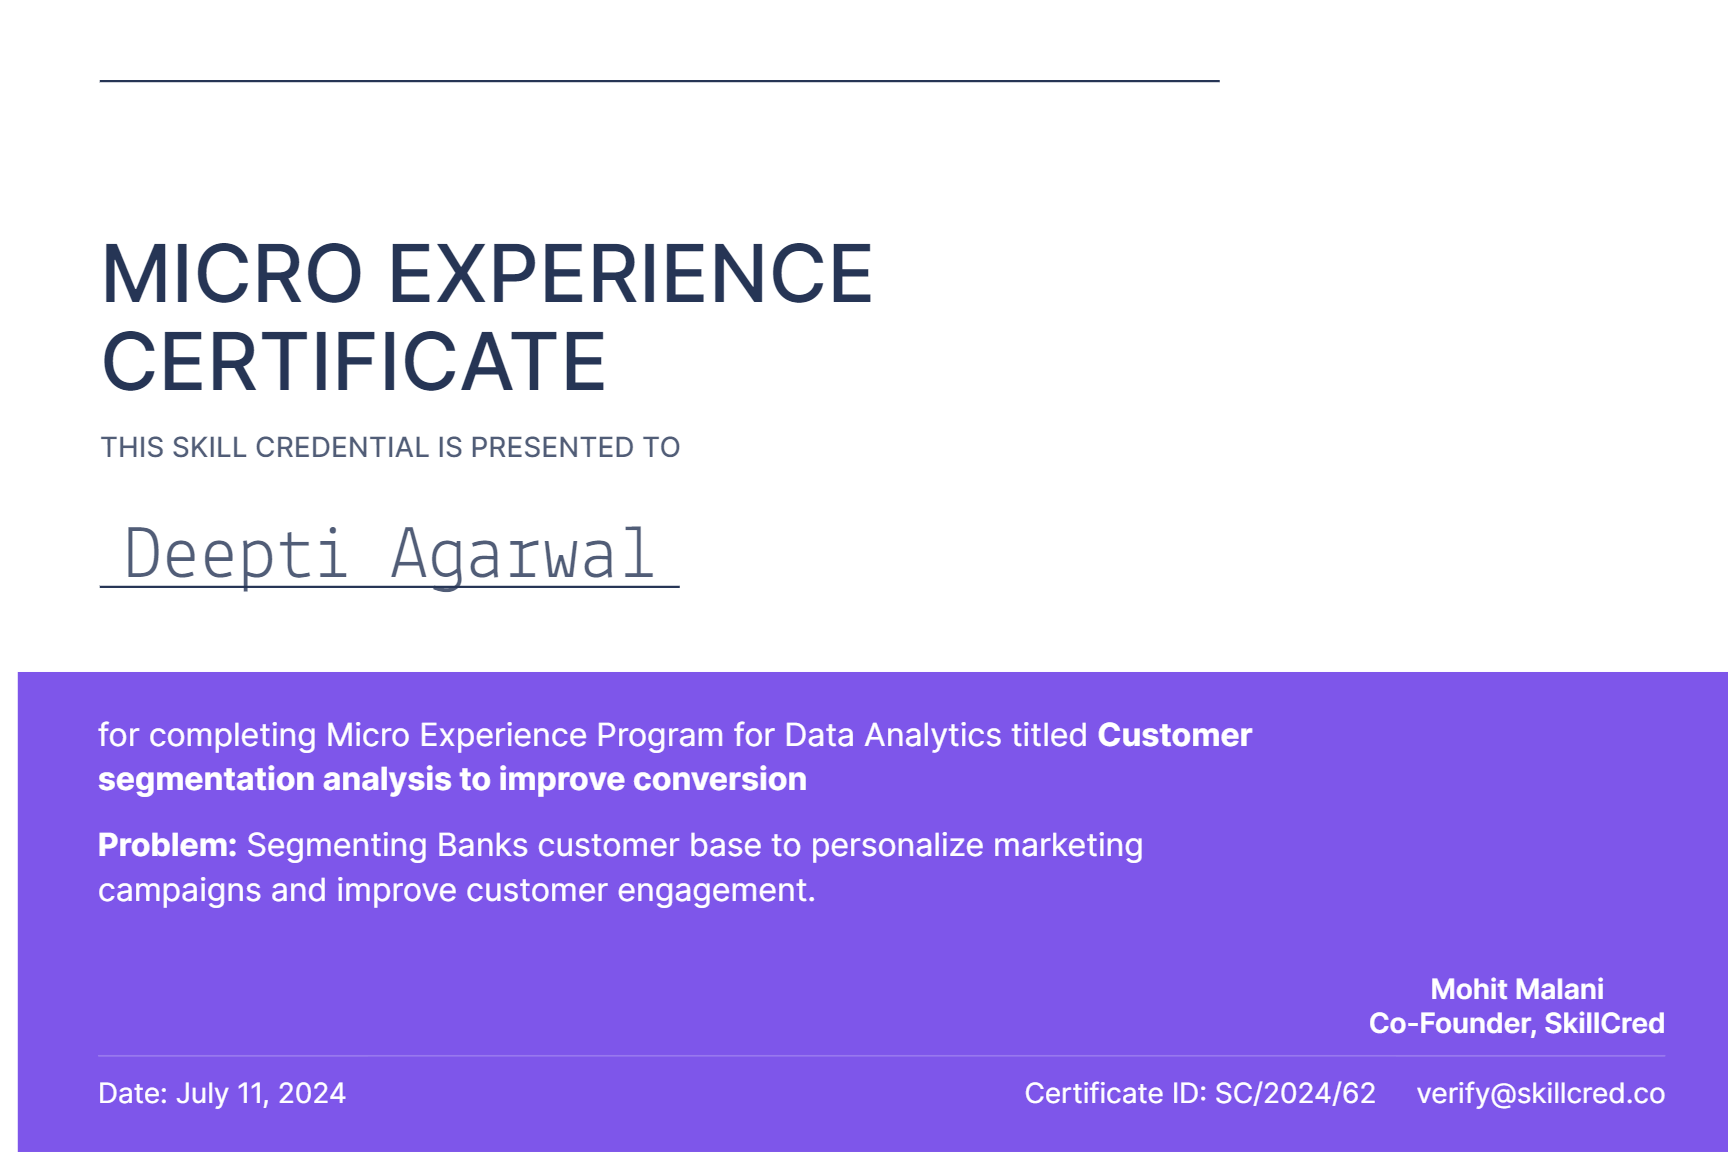 MICRO EXPERIENCE
CERTIFICATE
THIS SKILL CREDENTIAL IS PRESENTED TO
Deepti Agarwal
for completing Micro Experience Program for Data Analytics titled Customer
segmentation analysis to improve conversion
Problem: Segmenting Banks customer base to personalize marketing
campaigns and improve customer engagement.
Mohit Malani
Co-Founder, SkillCred
Date: July 11, 2024
Certificate ID: SC/2024/62
verify@skillcred.co